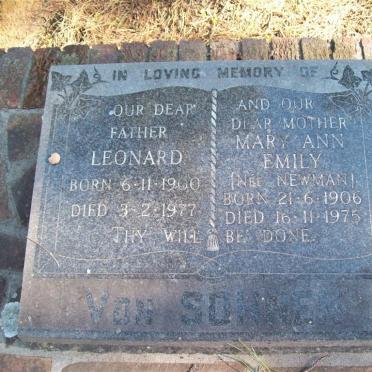 IN LOVING MEMORY OF
OUR DEAR
FATHER
LEONARD
BORN 6-11-1900
DIED 3-2-1977
THY WILL
AND OUR
DEAR MOTHER
MARY ANN
EMILY
[NEE NEWMAN]
BORN 21-6-1906
DIED 16-11-1975
BE DONE.
VON